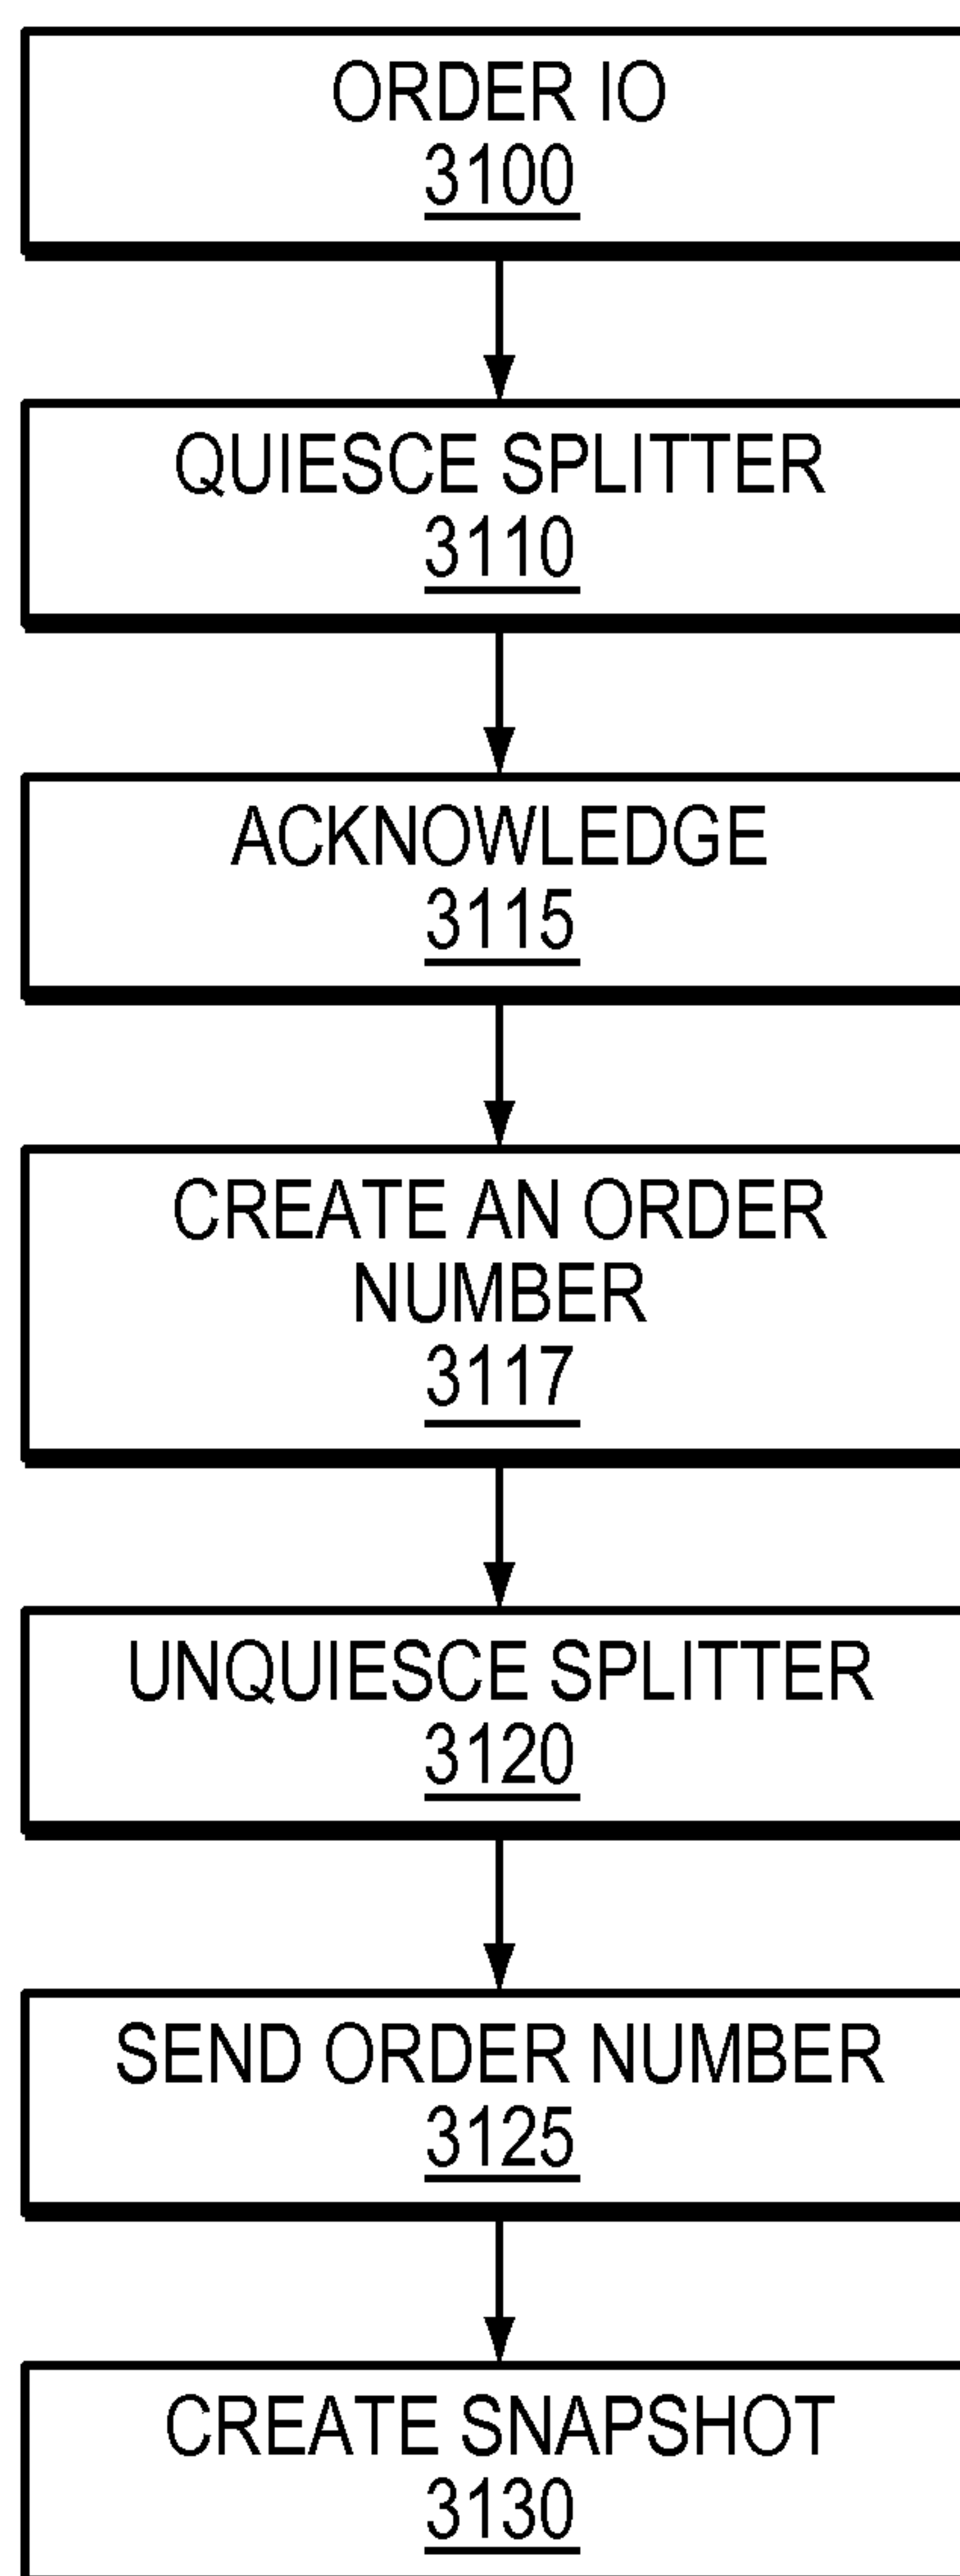 ORDER IO
3100
QUIESCE SPLITTER
3110
ACKNOWLEDGE
3115
CREATE AN ORDER
NUMBER
3117
UNQUIESCE SPLITTER
3120
SEND ORDER NUMBER
3125
CREATE SNAPSHOT
3130